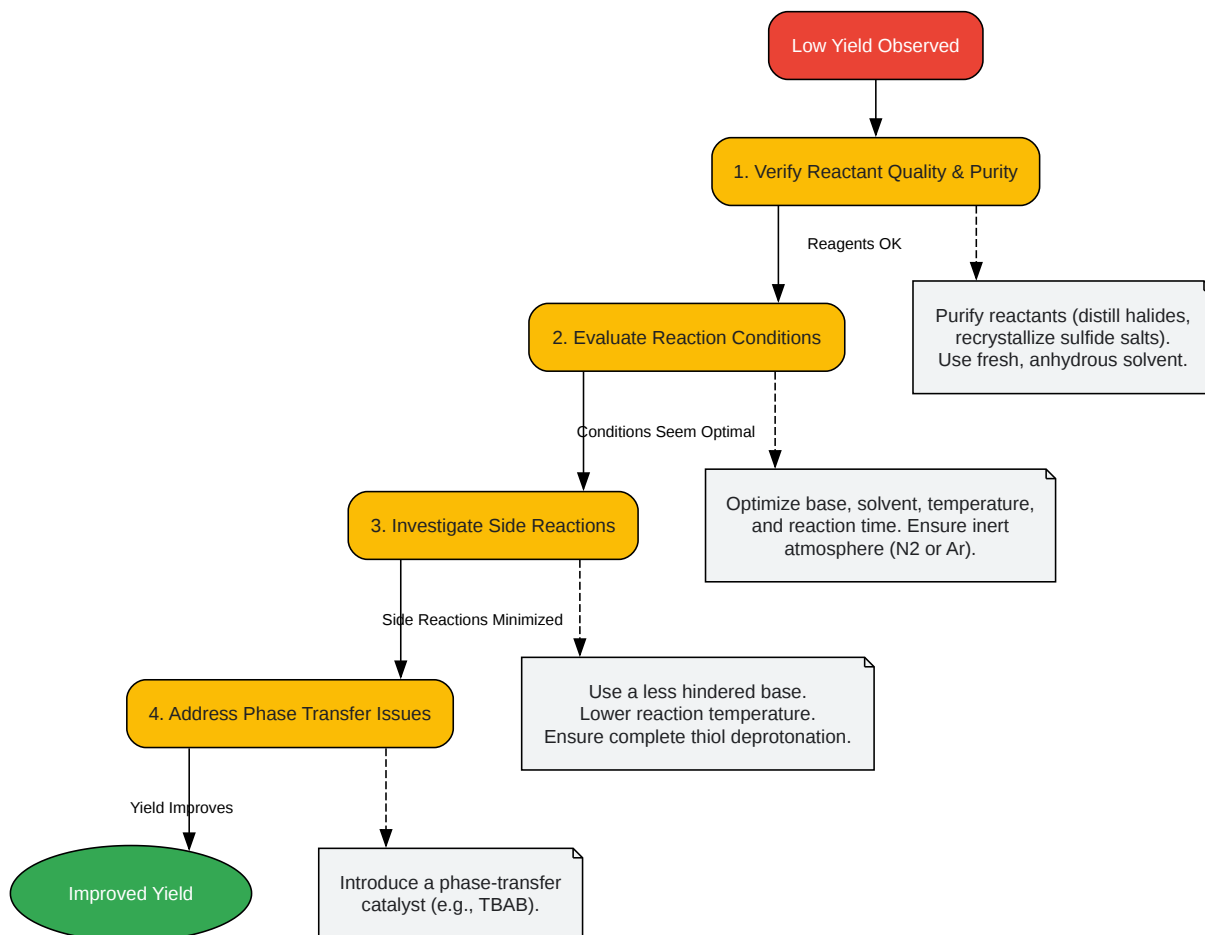 Low Yield Observed
1. Verify Reactant Quality & Purity
Reagents OK
Purify reactants (distill halides,
recrystallize sulfide salts).
Use fresh, anhydrous solvent.
2. Evaluate Reaction Conditions
Conditions Seem Optimal
Optimize base, solvent, temperature,
and reaction time. Ensure inert
atmosphere (N2 or Ar).
3. Investigate Side Reactions
Side Reactions Minimized
Use a less hindered base.
Lower reaction temperature.
Ensure complete thiol deprotonation.
4. Address Phase Transfer Issues
Yield Improves
Improved Yield
Introduce a phase-transfer
catalyst (e.g., TBAB).